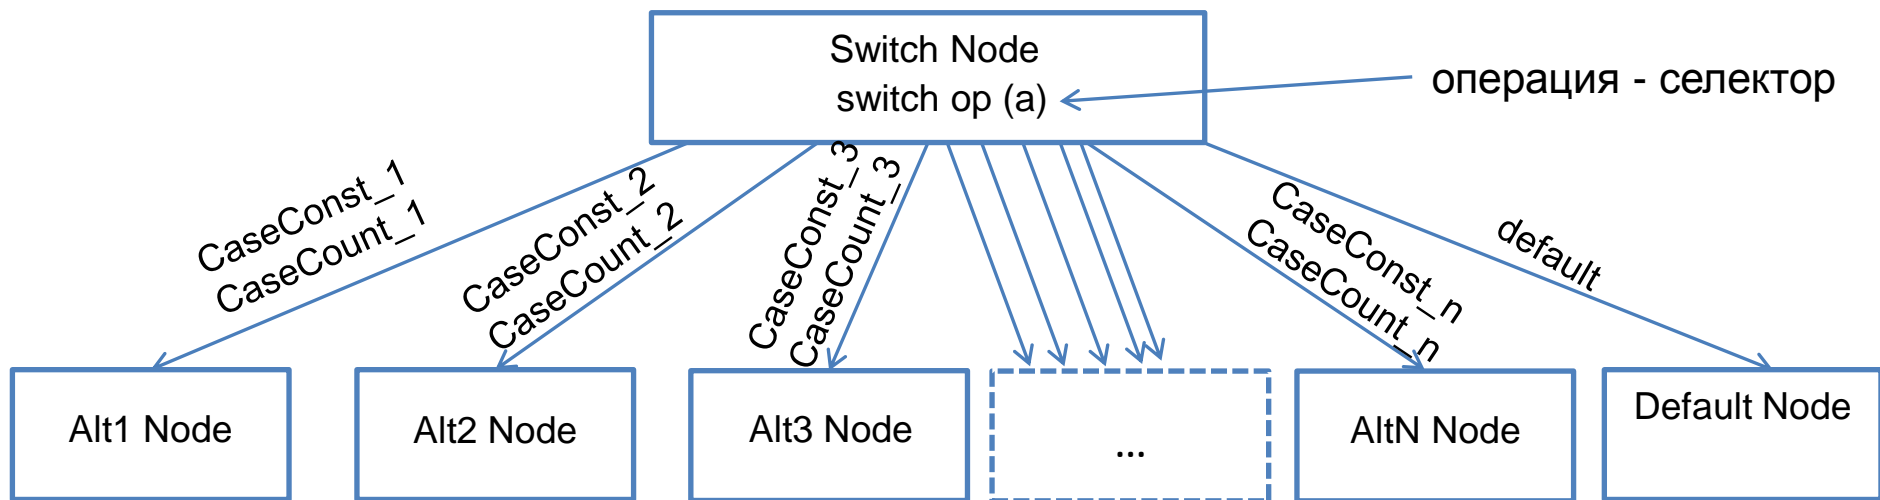 Switch Node
switch op (a)
операция - селектор
CaseConst_1
CaseCount_1
CaseConst_2
CaseCount_2
CaseConst_3
CaseCount_3
CaseConst_n
CaseCount_n
default
Alt1 Node
Alt2 Node
Alt3 Node
...
AltN Node
Default Node